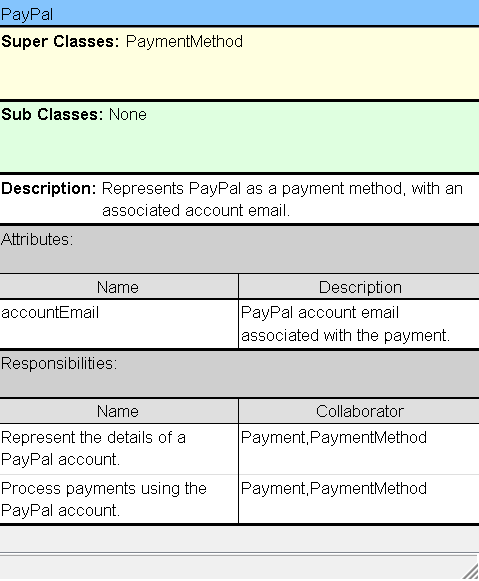 PayPal
Super Classes: PaymentMethod
Sub Classes: None
Description: Represents PayPal as a payment method, with an
associated account email.
Attributes:
Name Description
accountEmail PayPal account email
associated with the payment.
Responsibilities:
Name Collaborator
Represent the details of a Payment,PaymentMethod
PayPal account.
Process payments using the Payment,PaymentMethod
PayPal account.